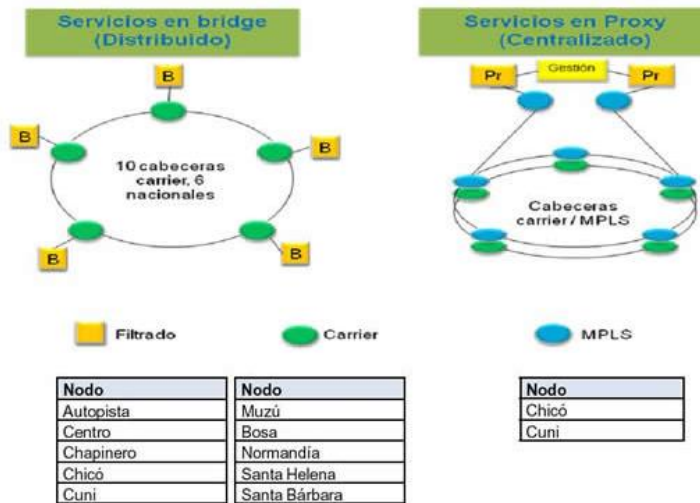 Servicios en bridge
(Distribuido)
B
B
B
B
B
10 cabeceras
carrier, 6
nacionales
Servicios en Proxy
(Centralizado)
Pr
Gestión
Pr
Cabeceras
carrier / MPLS
Filtrado
Carrier
MPLS
Nodo
Autopista
Centro
Chapinero
Chicó
Cuni
Nodo
Muzú
Bosa
Normandía
Santa Helena
Santa Bárbara
Nodo
Chicó
Cuni